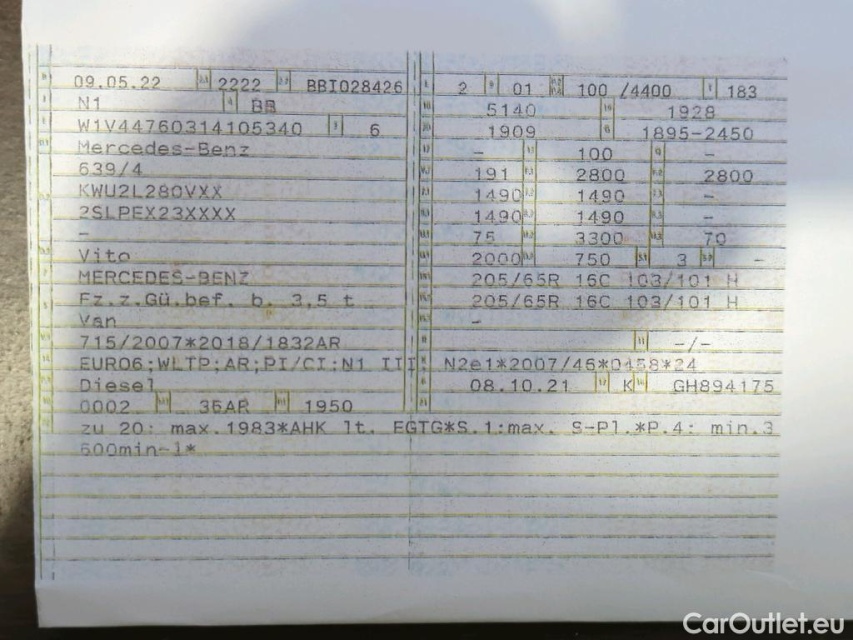 09.05.22 2222 BBI028426
N1 BB
W1V44760314105340 6
Mercedes-Benz
639/4
KWU2L280VXX
2SLPEX23XXXX
-
Vito
MERCEDES-BENZ
Fz.z.Gü.bef. b. 3,5 t
Van
715/2007*2018/1832AR
EURO6;WLTP;AR;PI/CI;N1 III,
Diesel
0002 36AR 1950
2 01 100 /4400 183
5140 1928
1909 1895-2450
- 100 -
191 2800 2800
1490 1490 -
1490 1490 -
75 3300 70
2000 750 3 -
205/65R 16C 103/101 H
205/65R 16C 103/101 H
-
-/-
N2e1*2007/46*0458*24
08.10.21 K GH894175
zu 20: max.1983*AHK lt. EGTG*S.1:max. S-Pl.*P.4: min.3
500min-1*
CarOutlet.eu